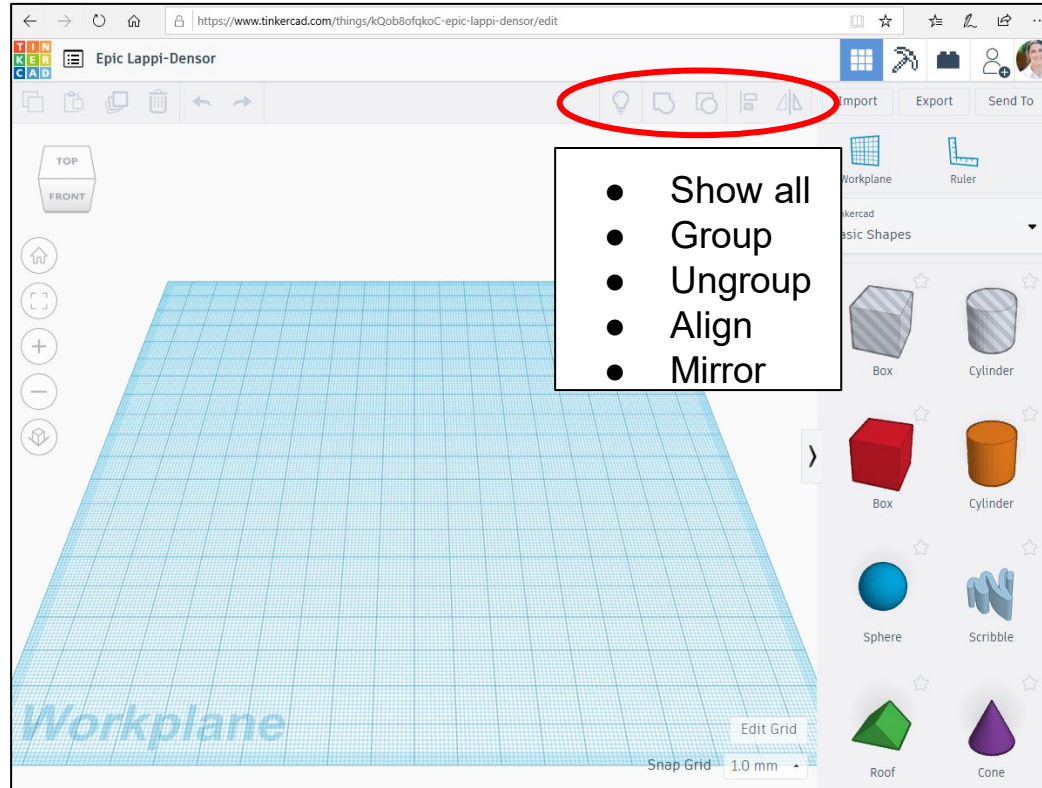 https://www.tinkercad.com/things/kQob8ofqkoC-epic-lappi-densor/edit
TIN
KER
CAD
Epic Lappi-Densor
Import Export Send To
TOP
FRONT
Workplane Ruler
nkercad
asic Shapes
● Show all
● Group
● Ungroup
● Align
● Mirror
Box Cylinder
Box Cylinder
Sphere Scribble
Workplane
Edit Grid
Snap Grid 1.0 mm
Roof Cone